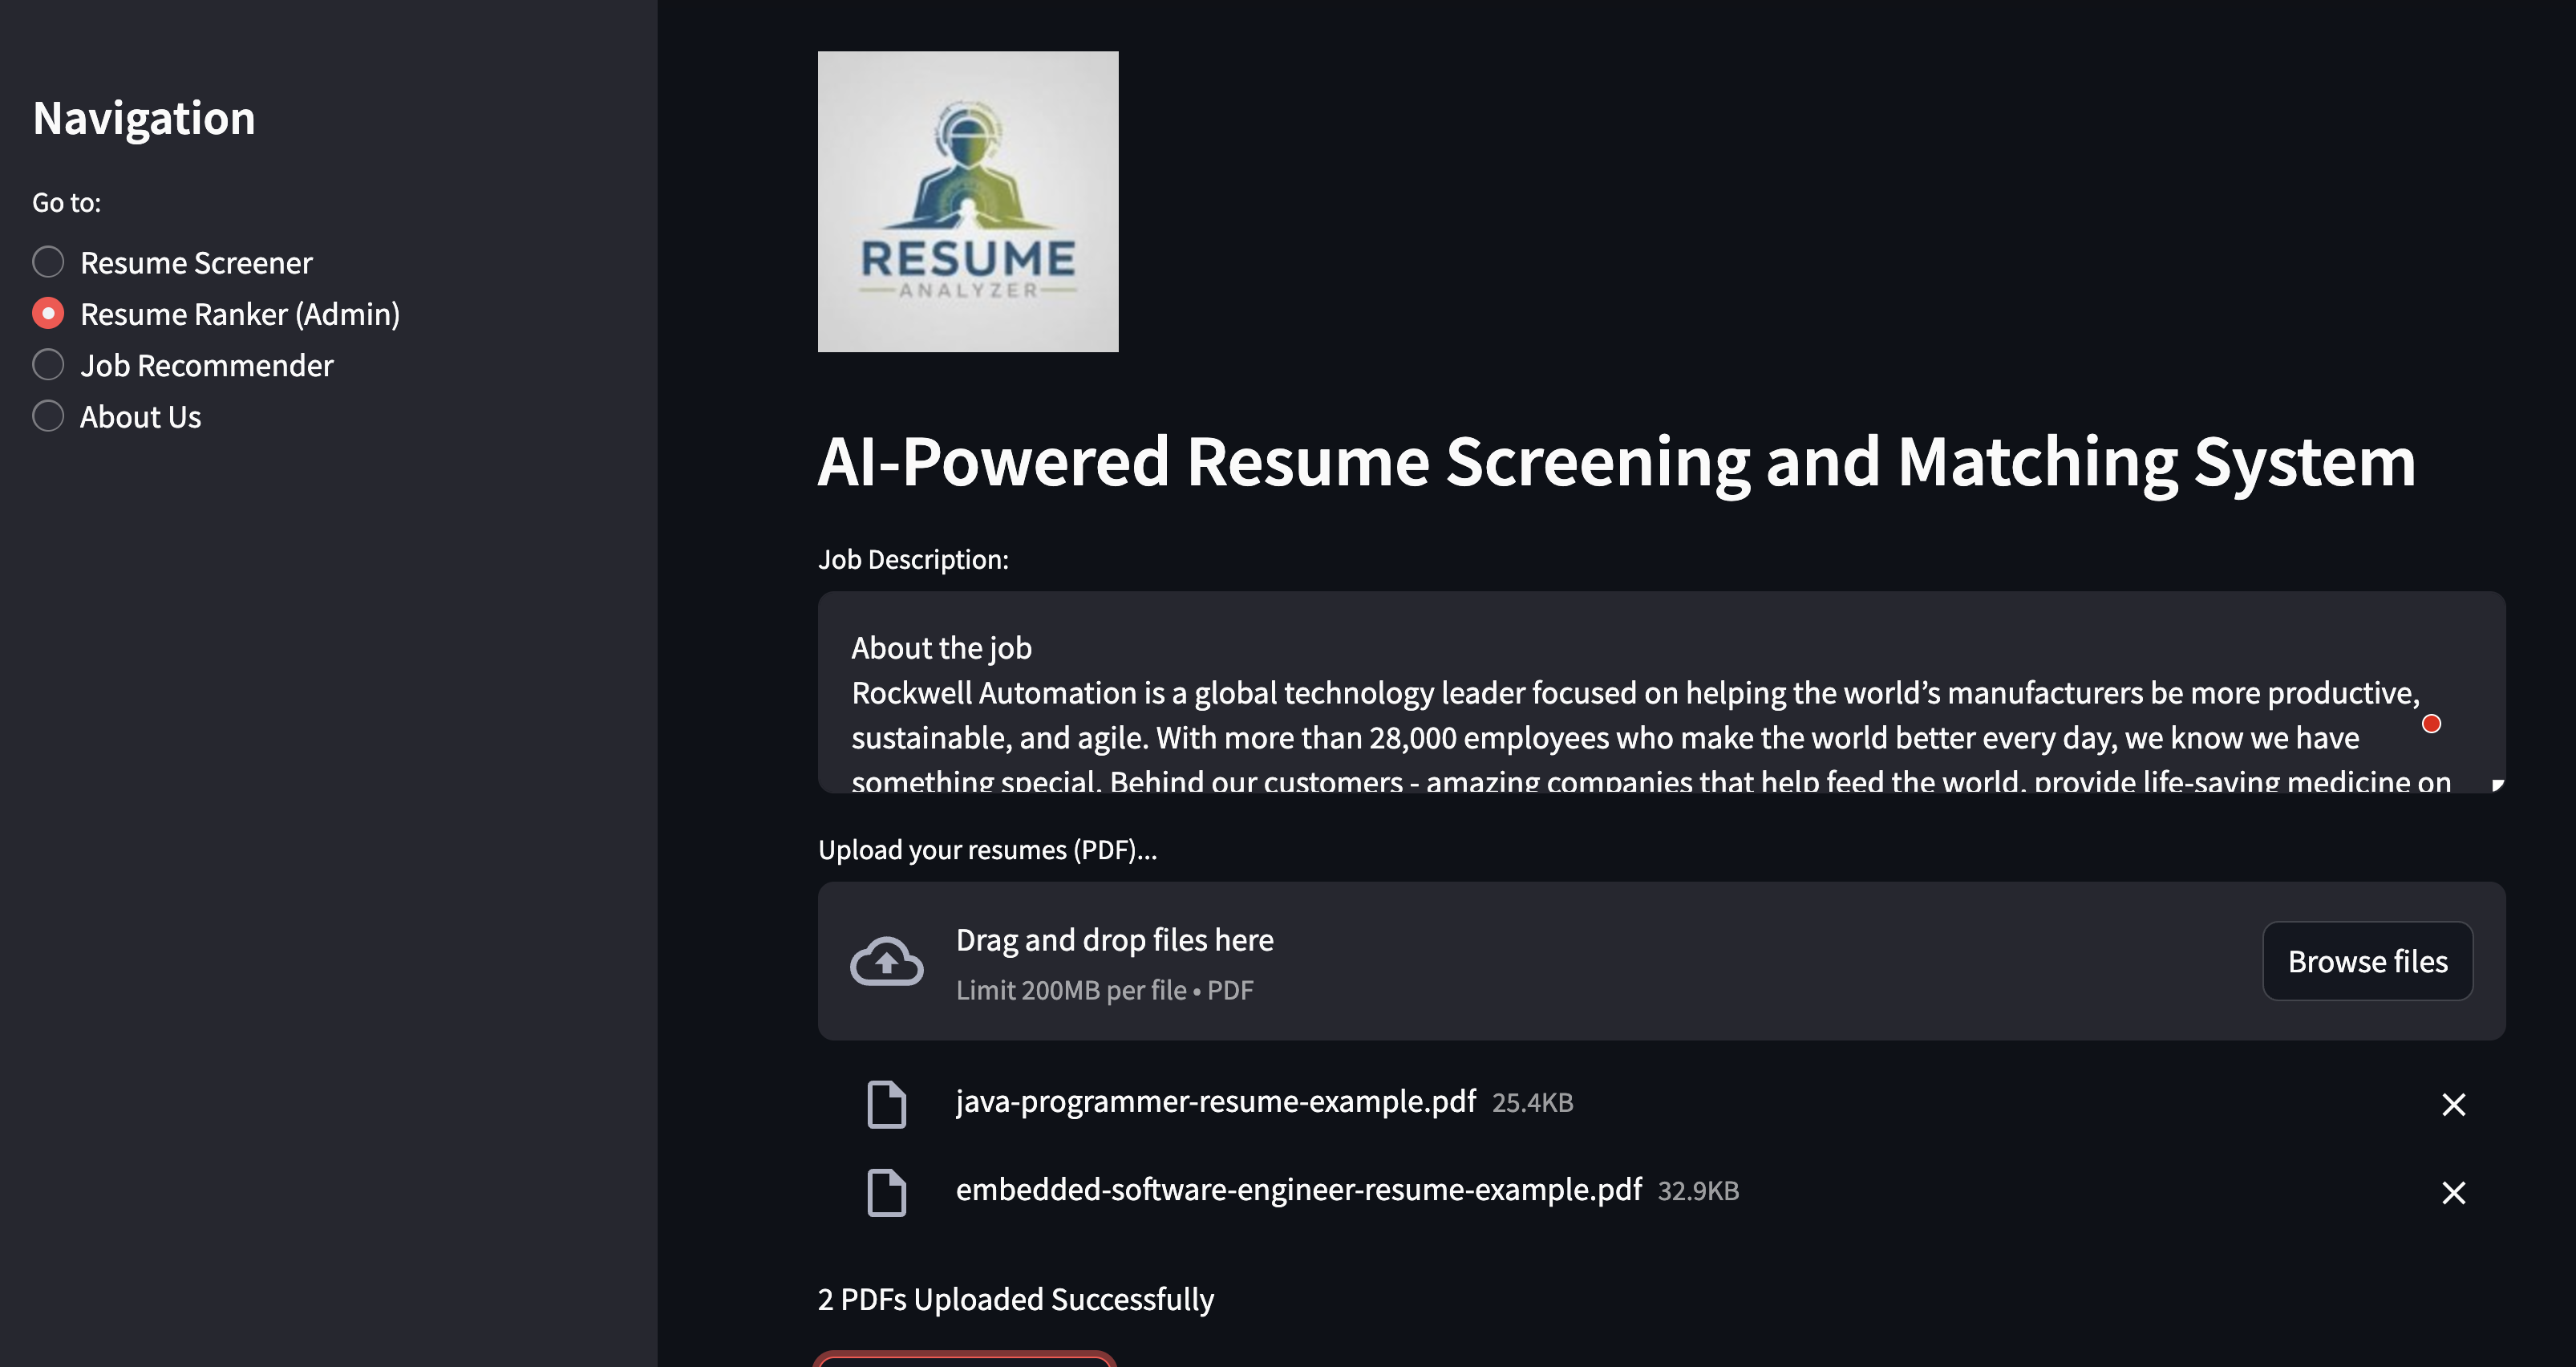 Navigation
Go to:
Resume Screener
Resume Ranker (Admin)
Job Recommender
About Us
RESUME
ANALYZER
AI-Powered Resume Screening and Matching System
Job Description:
About the job
Rockwell Automation is a global technology leader focused on helping the world’s manufacturers be more productive,
sustainable, and agile. With more than 28,000 employees who make the world better every day, we know we have
something special. Behind our customers - amazing companies that help feed the world, provide life-saving medicine on
Upload your resumes (PDF)...
Drag and drop files here
Limit 200MB per file • PDF
Browse files
java-programmer-resume-example.pdf 25.4KB
embedded-software-engineer-resume-example.pdf 32.9KB
2 PDFs Uploaded Successfully